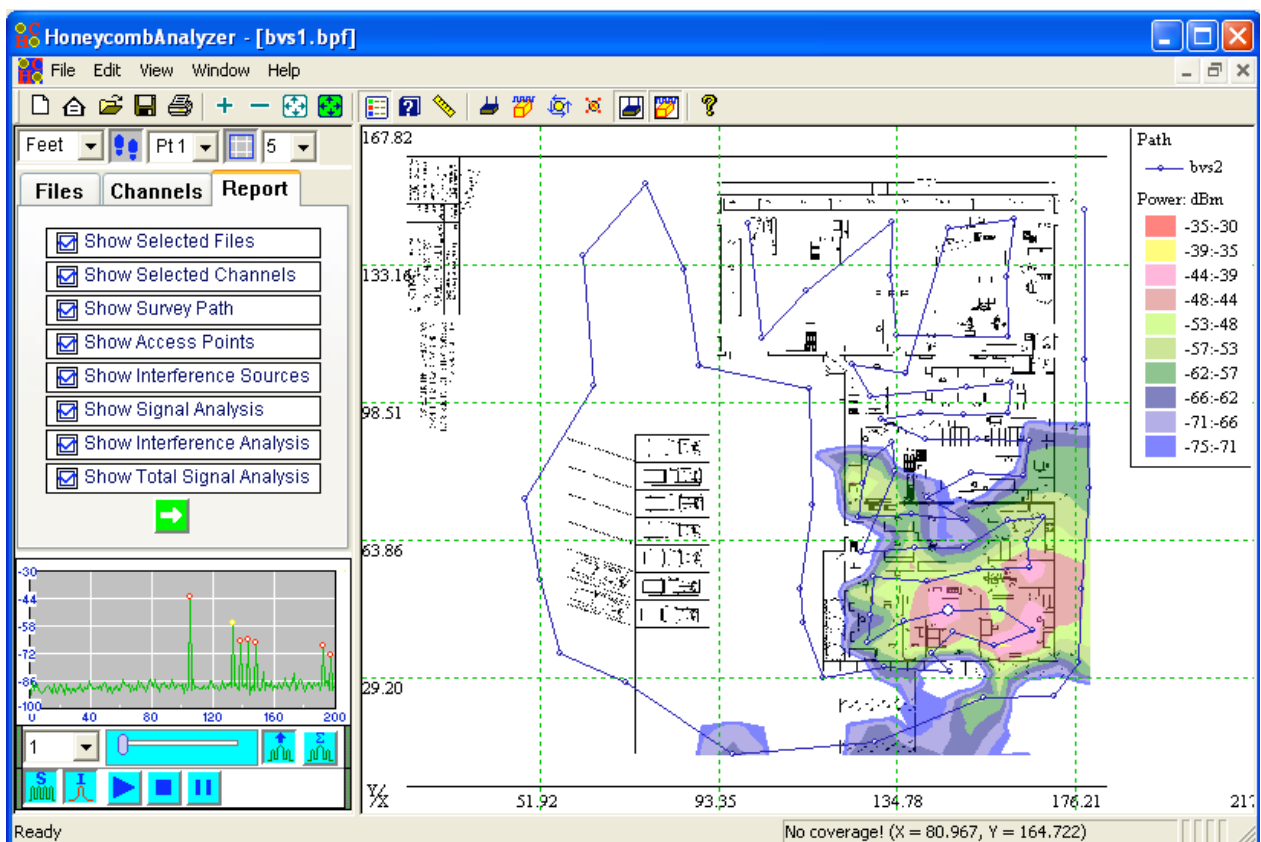 HoneycombAnalyzer - [bvs1.bpf]
File Edit View Window Help
Feet Pt 1 5
Files Channels Report
Show Selected Files
Show Selected Channels
Show Survey Path
Show Access Points
Show Interference Sources
Show Signal Analysis
Show Interference Analysis
Show Total Signal Analysis
-30
-44
-58
-72
-86
-100
0 40 80 120 160 200
1
S I Σ
167.82
133.16
98.51
63.86
29.20
Y/
/X 51.92 93.35 134.78 176.21
Path
bvs2
Power: dBm
-35:-30
-39:-35
-44:-39
-48:-44
-53:-48
-57:-53
-62:-57
-66:-62
-71:-66
-75:-71
Ready
No coverage! (X = 80.967, Y = 164.722)